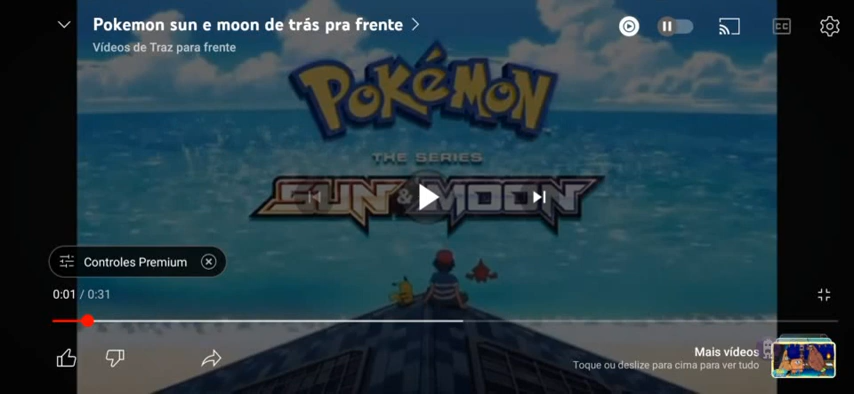 Pokemon sun e moon de trás pra frente
Vídeos de Traz para frente
CC
POKÉMON
THE SERIES
SUN & MOON
Controles Premium
0:01 / 0:31
Mais vídeos
Toque ou deslize para cima para ver tudo